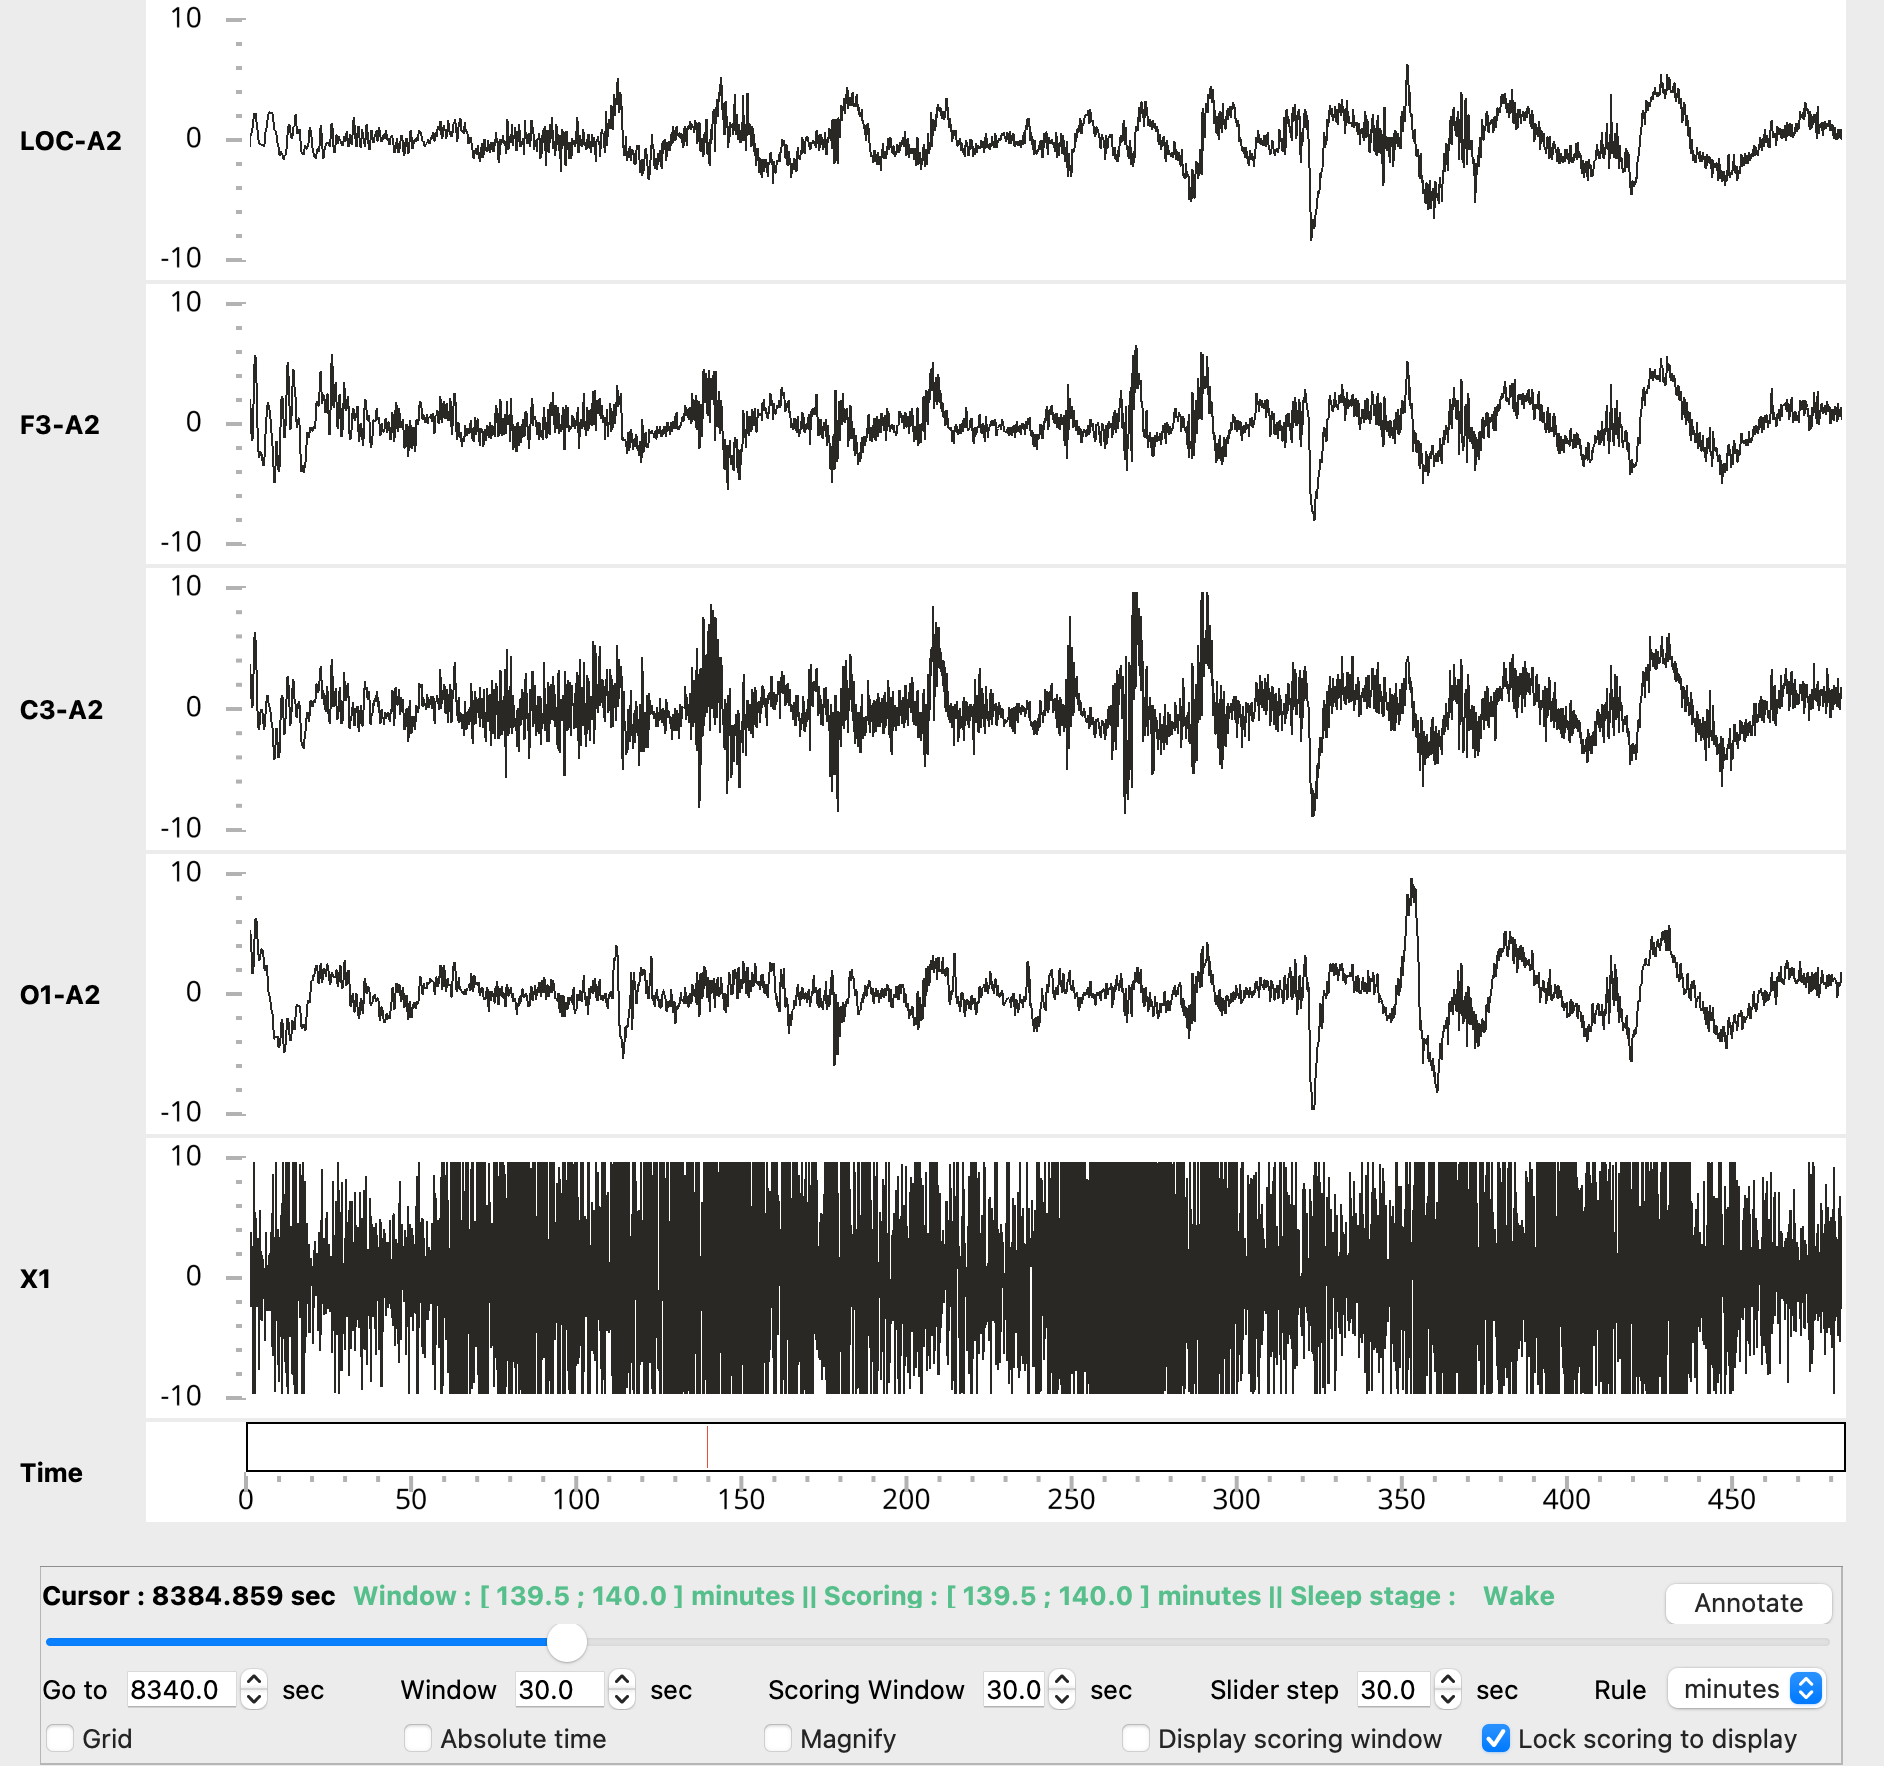 10
LOC-A2
0
-10
10
F3-A2
0
-10
10
C3-A2
0
-10
10
O1-A2
0
-10
10
X1
0
-10
Time
0 50 100 150 200 250 300 350 400 450
Cursor : 8384.859 sec Window : [ 139.5 ; 140.0 ] minutes || Scoring : [ 139.5 ; 140.0 ] minutes || Sleep stage : Wake Annotate
Go to 8340.0 sec Window 30.0 sec Scoring Window 30.0 sec Slider step 30.0 sec Rule minutes
Grid Absolute time Magnify Display scoring window Lock scoring to display